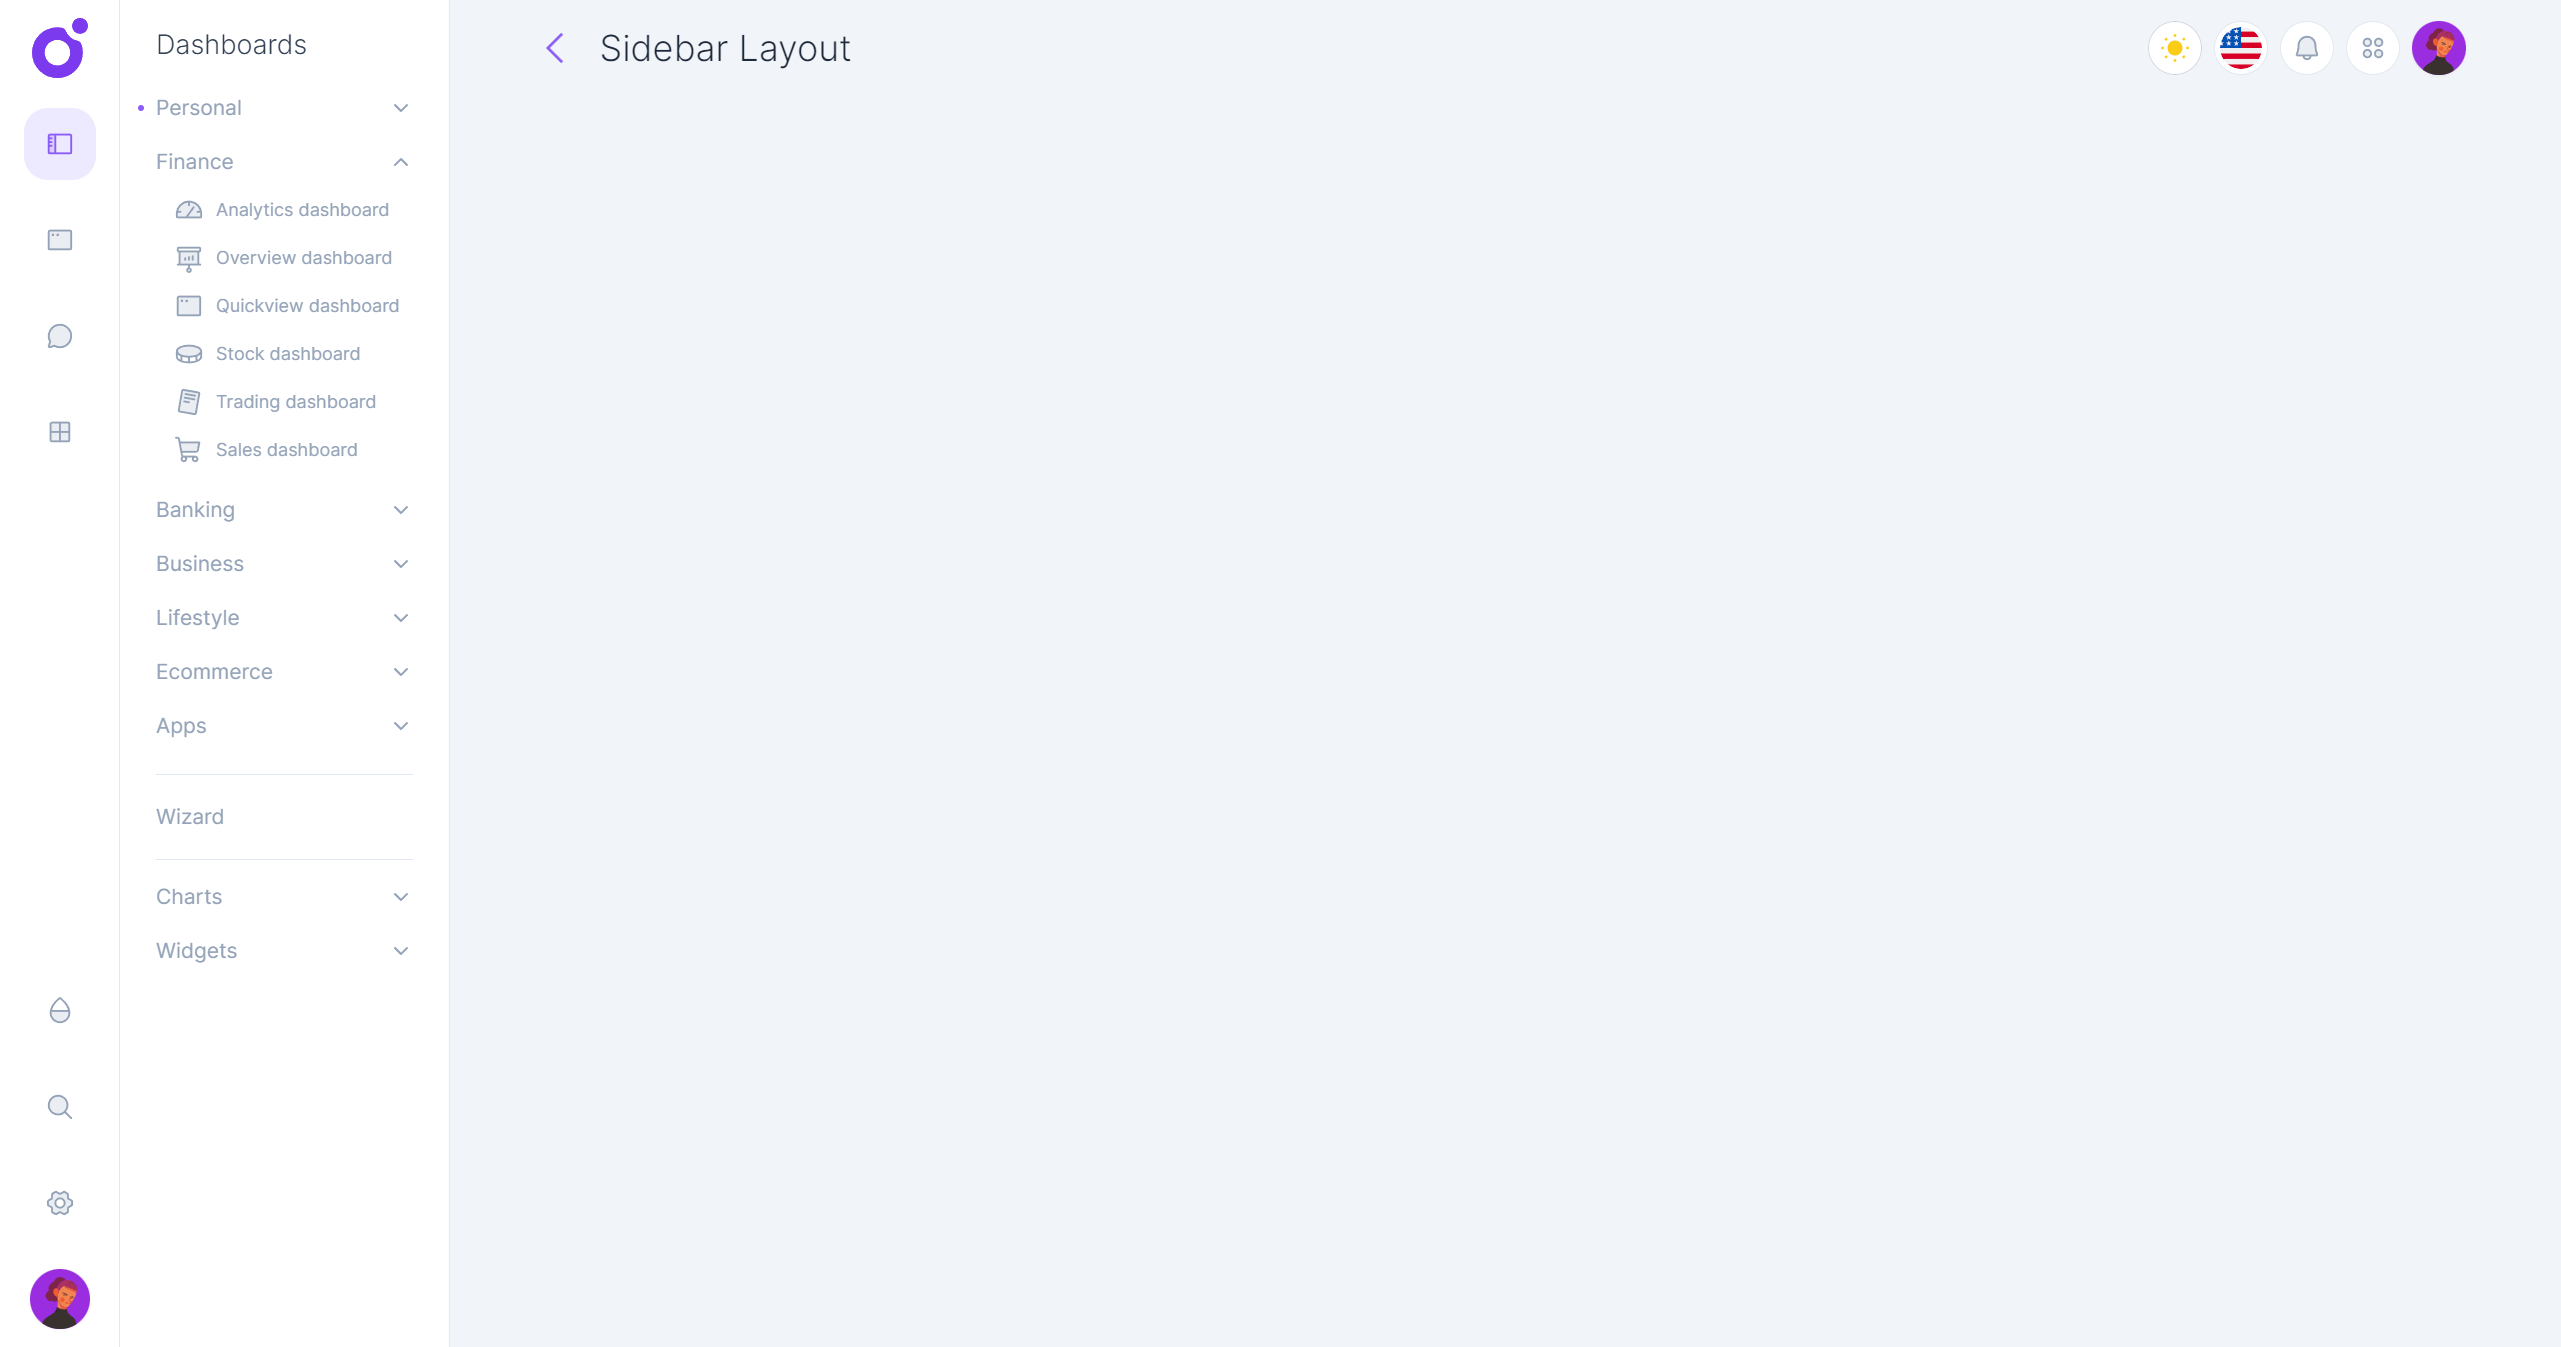 Dashboards
Sidebar Layout
Personal
Finance
Analytics dashboard
Overview dashboard
Quickview dashboard
Stock dashboard
Trading dashboard
Sales dashboard
Banking
Business
Lifestyle
Ecommerce
Apps
Wizard
Charts
Widgets